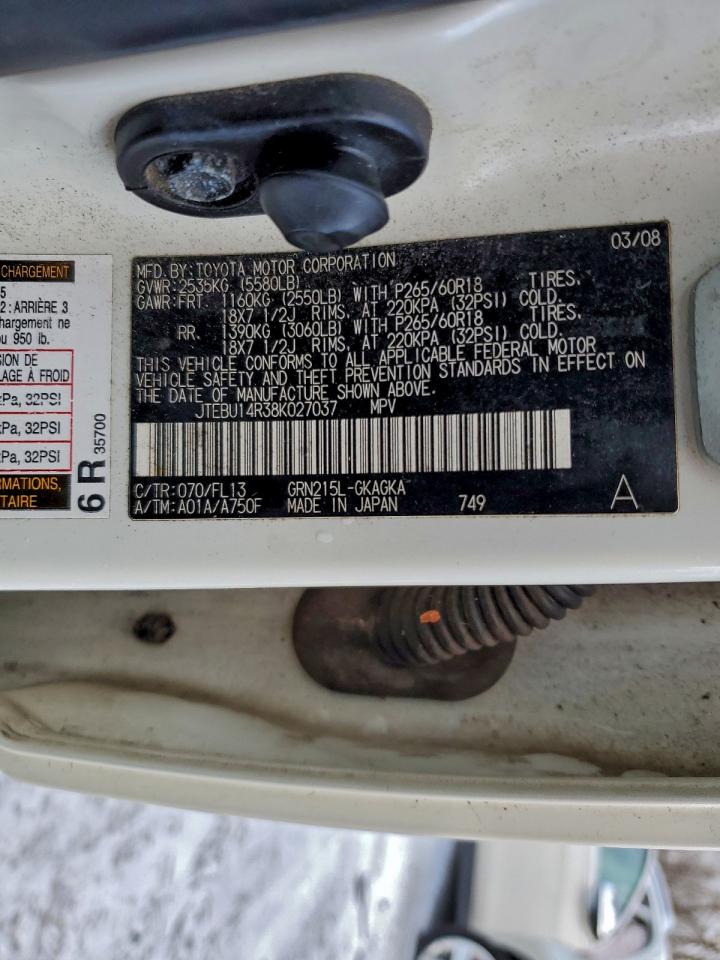 CHARGEMENT
5
2 : ARRIÈRE 3
hargement ne
ou 950 lb.
SION DE
LAGE À FROID
kPa, 32PSI
kPa, 32PSI
kPa, 32PSI
RMATIONS,
TAIRE
6 R 35700
03/08
MFD. BY: TOYOTA MOTOR CORPORATION
GVWR: 2535KG (5580LB)
GAWR: FRT. 1160KG (2550LB) WITH P265/60R18 TIRES,
18X7 1/2J RIMS, AT 220KPA (32PSI) COLD.
RR. 1390KG (3060LB) WITH P265/60R18 TIRES,
18X7 1/2J RIMS, AT 220KPA (32PSI) COLD.
THIS VEHICLE CONFORMS TO ALL APPLICABLE FEDERAL MOTOR
VEHICLE SAFETY AND THEFT PREVENTION STANDARDS IN EFFECT ON
THE DATE OF MANUFACTURE SHOWN ABOVE.
JTEBU14R38K027037 MPV
C/TR: 070/FL13 GRN215L-GKAGKA
A/TM: A01A/A750F MADE IN JAPAN 749 A